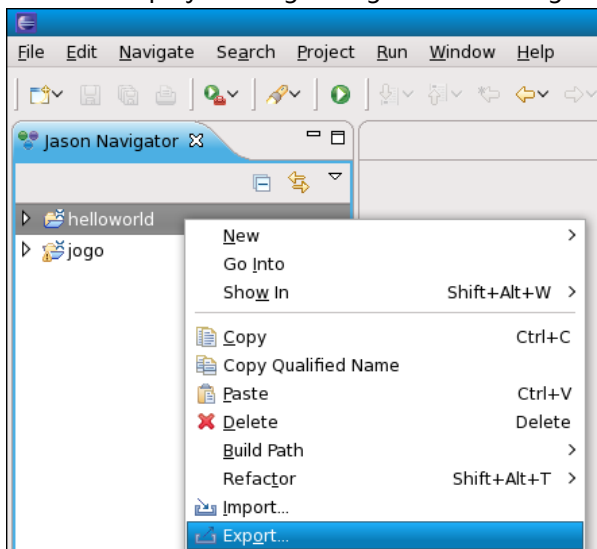 File Edit Navigate Search Project Run Window Help
Jason Navigator
helloworld
jogo
New
Go Into
Show In Shift+Alt+W
Copy Ctrl+C
Copy Qualified Name
Paste Ctrl+V
Delete Delete
Build Path
Refactor Shift+Alt+T
Import...
Export...